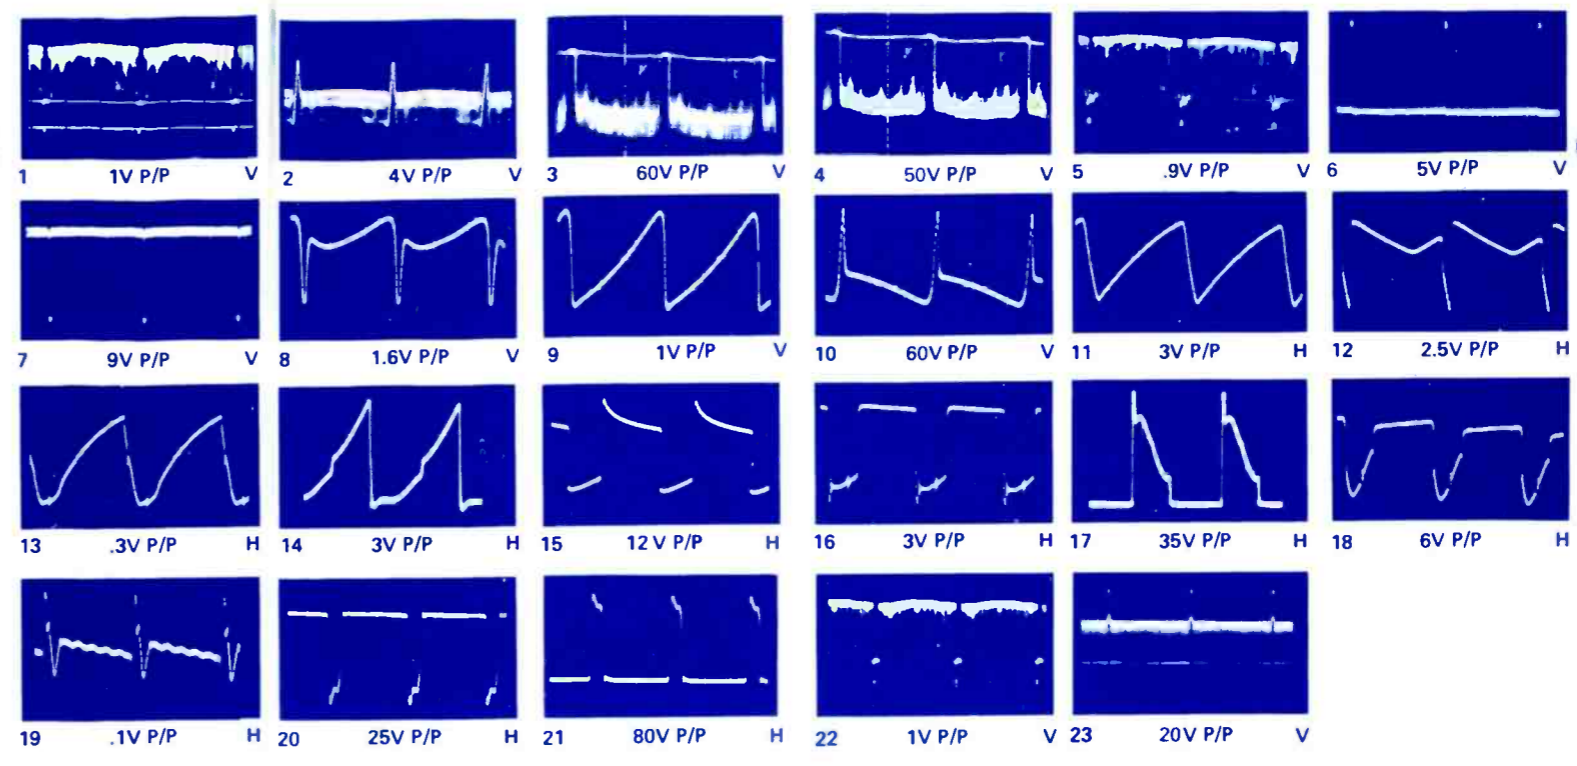 1 1V P/P V 2 4V P/P V 3 60V P/P V 4 50V P/P V 5 .9V P/P V 6 5V P/P V
7 9V P/P V 8 1.6V P/P V 9 1V P/P V 10 60V P/P V 11 3V P/P H 12 2.5V P/P H
13 .3V P/P H 14 3V P/P H 15 12V P/P H 16 3V P/P H 17 35V P/P H 18 6V P/P H
19 .1V P/P H 20 25V P/P H 21 80V P/P H 22 1V P/P V 23 20V P/P V